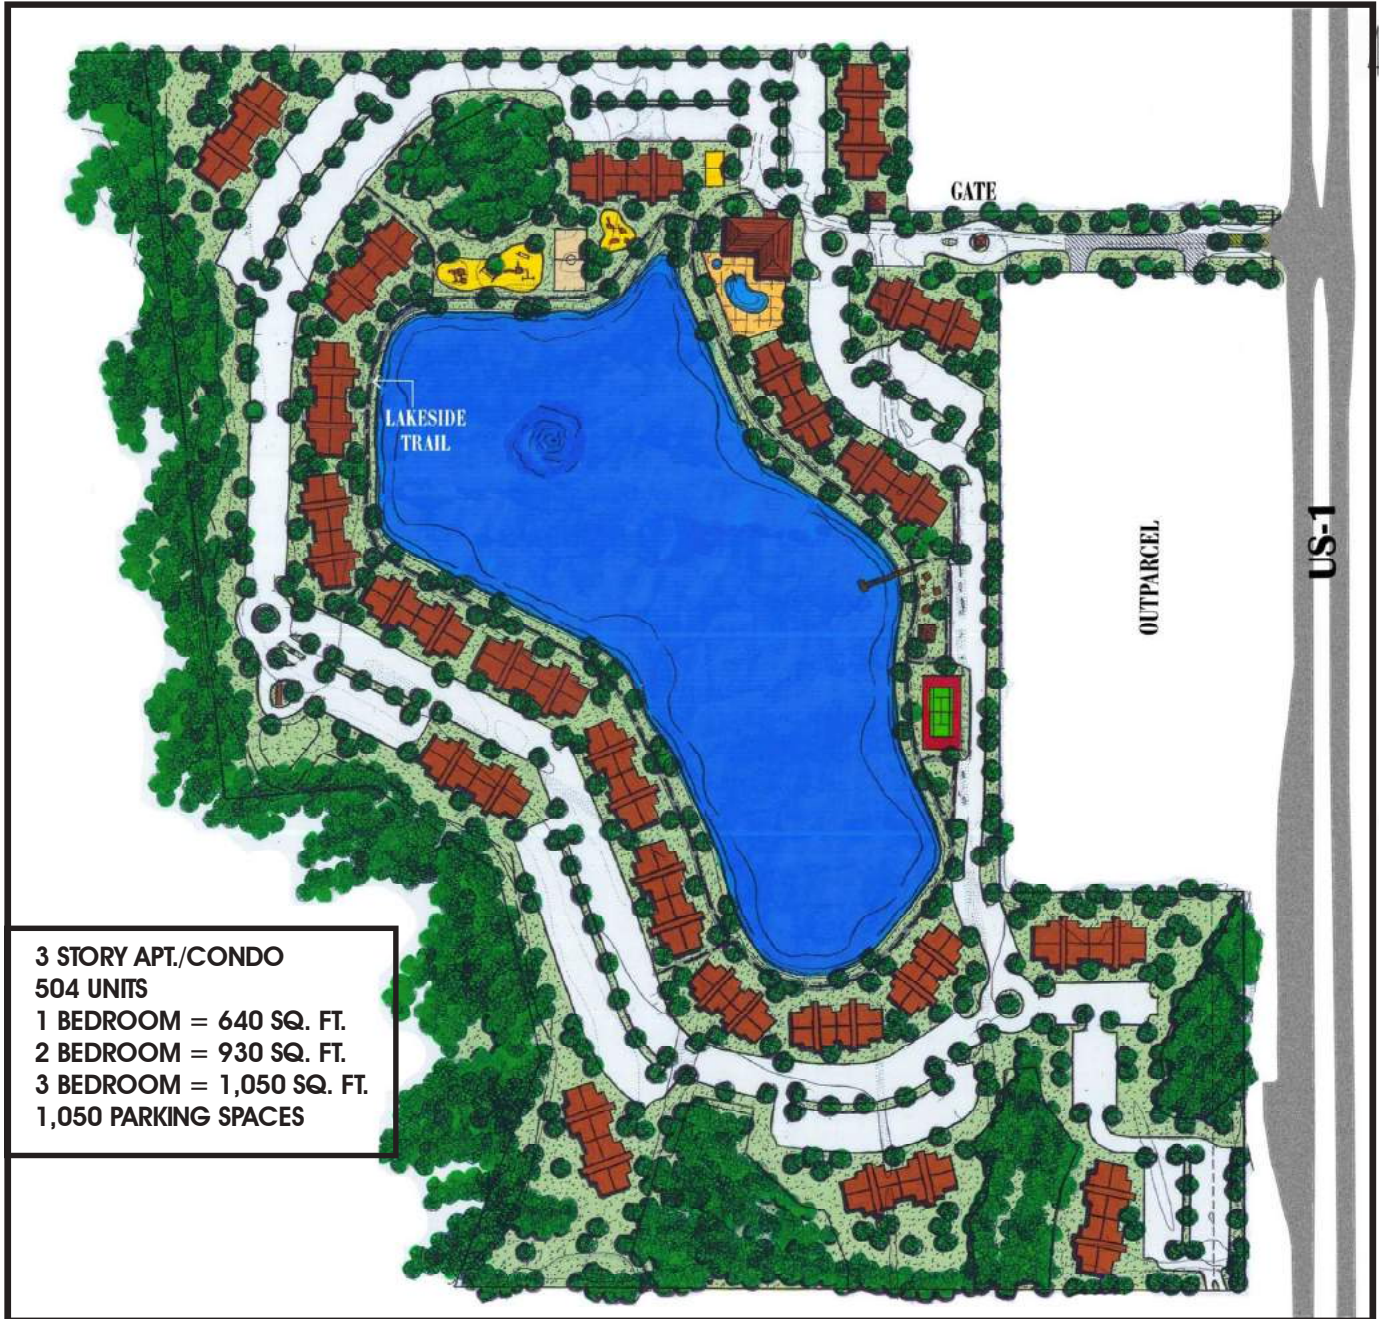 GATE
LAKESIDE
TRAIL
OUTPARCEL
US-1
3 STORY APT./CONDO
504 UNITS
1 BEDROOM = 640 SQ. FT.
2 BEDROOM = 930 SQ. FT.
3 BEDROOM = 1,050 SQ. FT.
1,050 PARKING SPACES